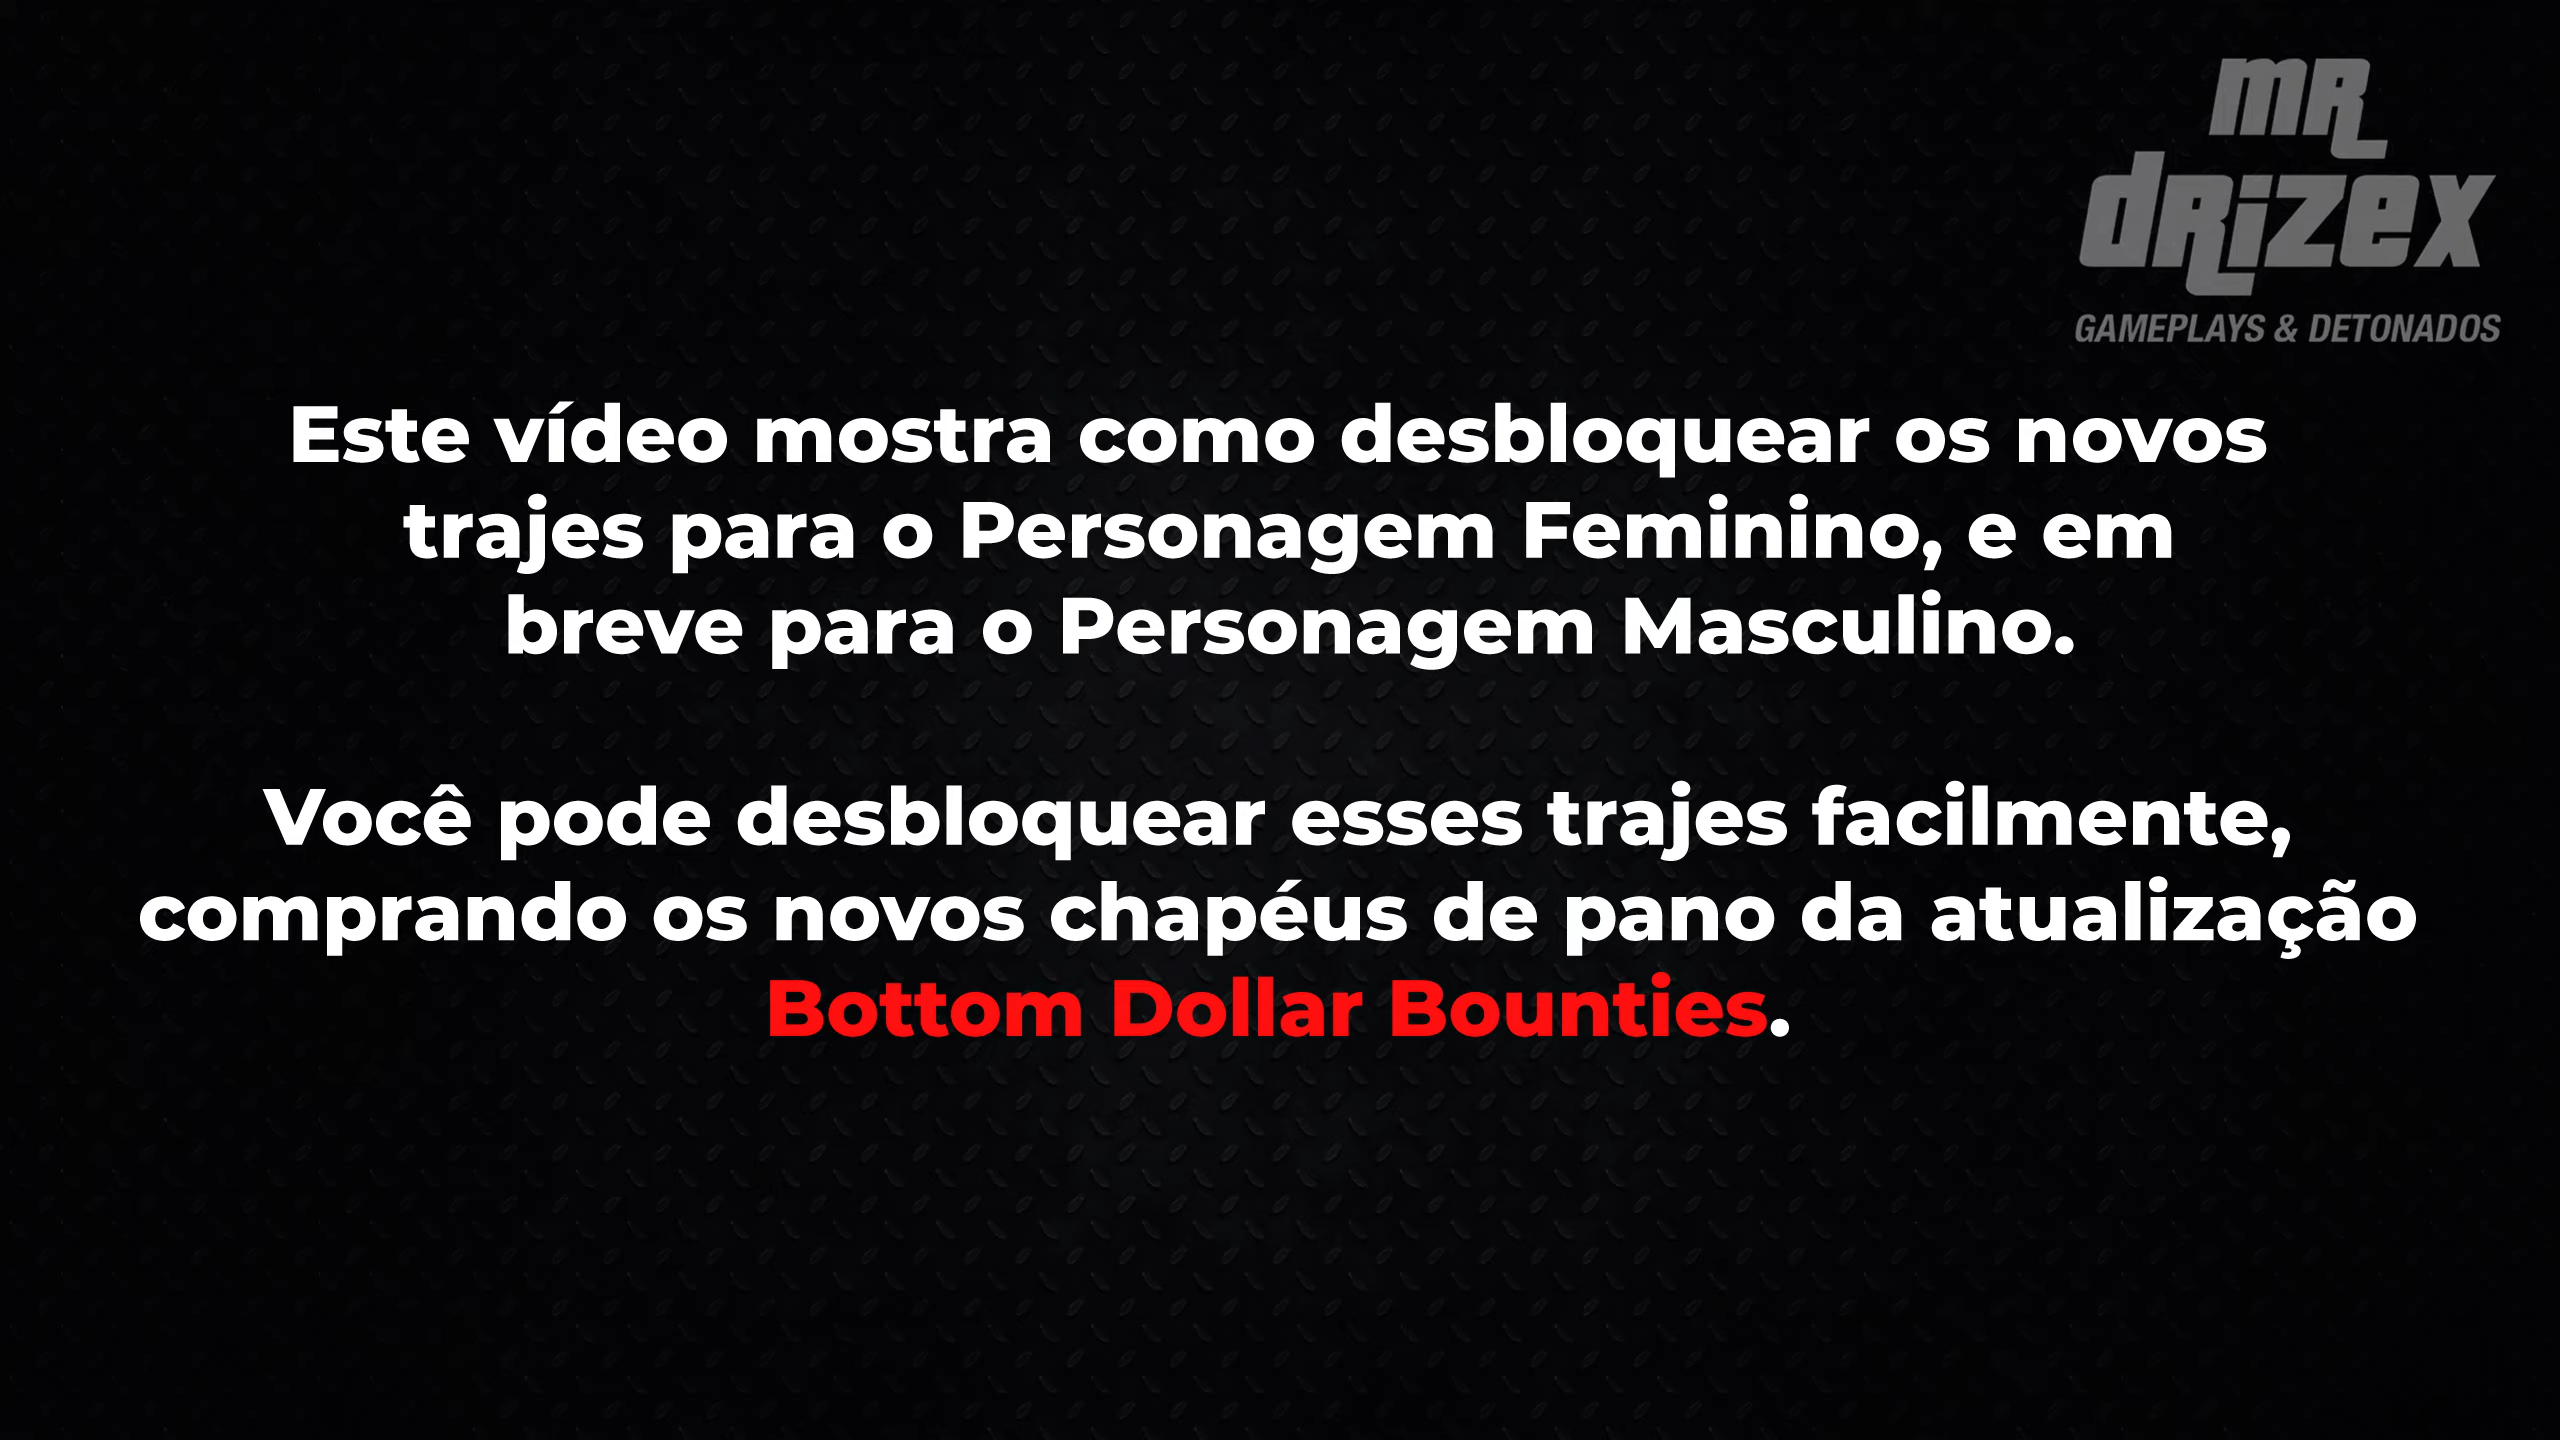 MR
DRIZEX
GAMEPLAYS & DETONADOS
Este vídeo mostra como desbloquear os novos
trajes para o Personagem Feminino, e em
breve para o Personagem Masculino.
Você pode desbloquear esses trajes facilmente,
comprando os novos chapéus de pano da atualização
Bottom Dollar Bounties.